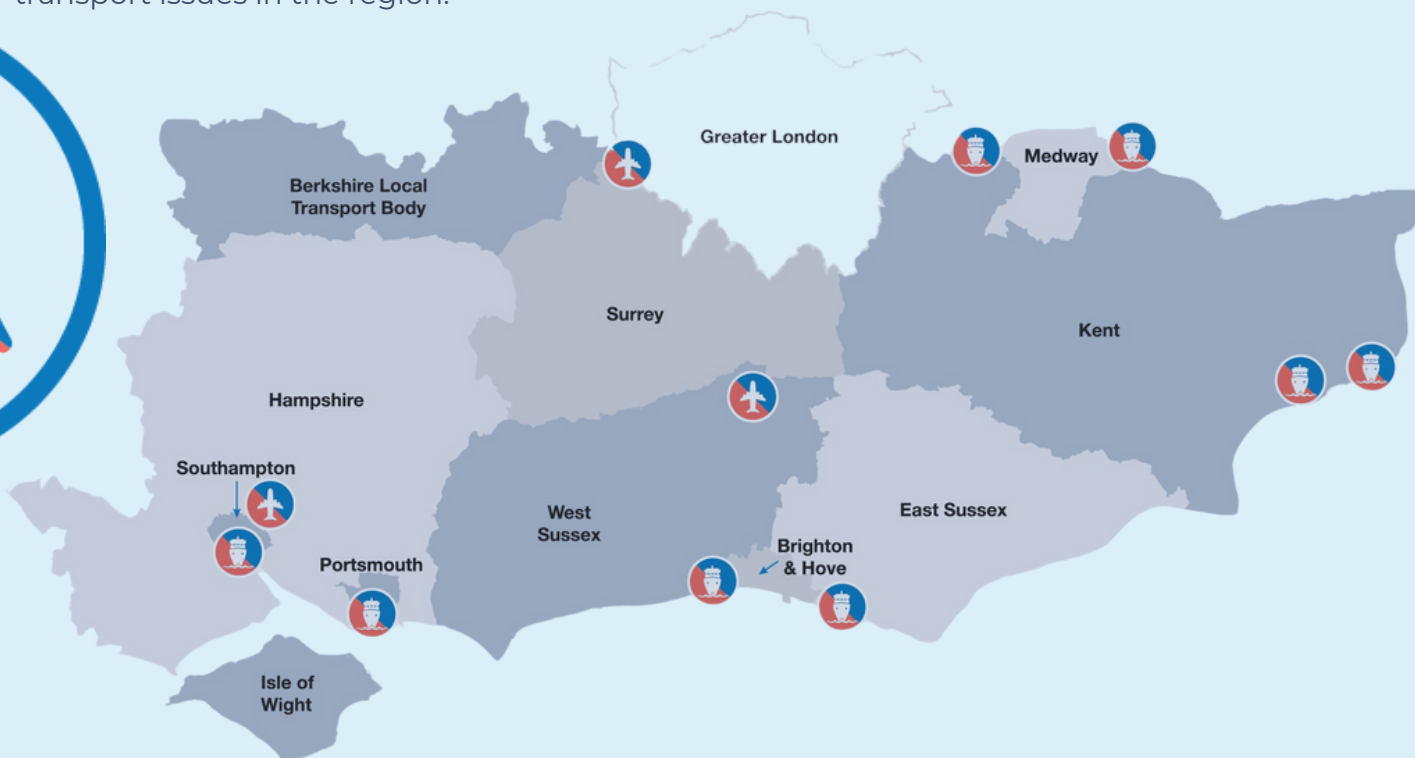 transport issues in the region.
Greater London
Medway
Berkshire Local
Transport Body
Surrey
Kent
Hampshire
Southampton
West
Sussex
East Sussex
Brighton
& Hove
Portsmouth
Isle of
Wight